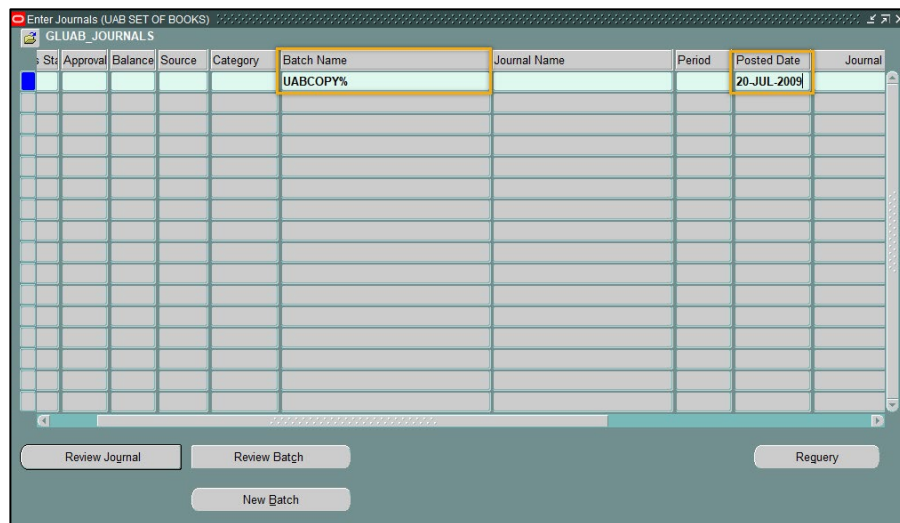 Enter Journals (UAB SET OF BOOKS)
GLUAB_JOURNALS
Sta Approval Balance Source Category Batch Name Journal Name Period Posted Date Journal
UABCOPY% 20-JUL-2009
Review Journal Review Batch Requery
New Batch